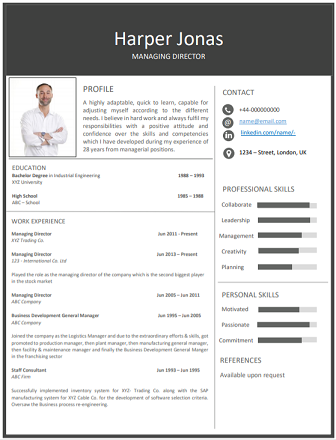 Harper Jonas
MANAGING DIRECTOR
PROFILE
A highly adaptable, quick to learn, capable for
adjusting myself according to the different
situations. I believe in hard work and always fulfil my
responsibilities with a positive attitude and
confidence over the skills and competencies
which I have developed during my experience of
28 years from managerial positions.
EDUCATION
Bachelor Degree in Industrial Engineering 1988 – 1993
XYZ University
High School 1985 – 1988
ABC – School
WORK EXPERIENCE
Managing Director Jun 2011 - Present
XYZ Trading Co.
Managing Director Jun 2013 – Present
123 - International Co. Ltd
Played the role as the managing director of the company which is the second biggest player
in the stock market
Managing Director Jun 2005 – Jun 2011
ABC Company
Business Development General Manager Jun 1995 – Jun 2005
ABC Company
Joined the company as the Logistics Manager and due to the extraordinary efforts & skills, got
promoted to production manager, then plant manager, then manufacturing general manager,
then facility & maintenance manager and finally the Business Development General Manger
in the franchising sector
Staff Consultant Jun 1993 – Jun 1995
ABC Firm
Successfully implemented inventory system for XYZ- Trading Co. along with the SAP
manufacturing system for XYZ Cable Co. for the development of software selection criteria.
Oversaw the Business process re-engineering.
CONTACT
+44-000000000
name@email.com
linkedin.com/name/-
1234 – Street, London, UK
PROFESSIONAL SKILLS
Collaborate
Leadership
Management
Creativity
Planning
PERSONAL SKILLS
Motivated
Passionate
Commitment
REFERENCES
Available upon request